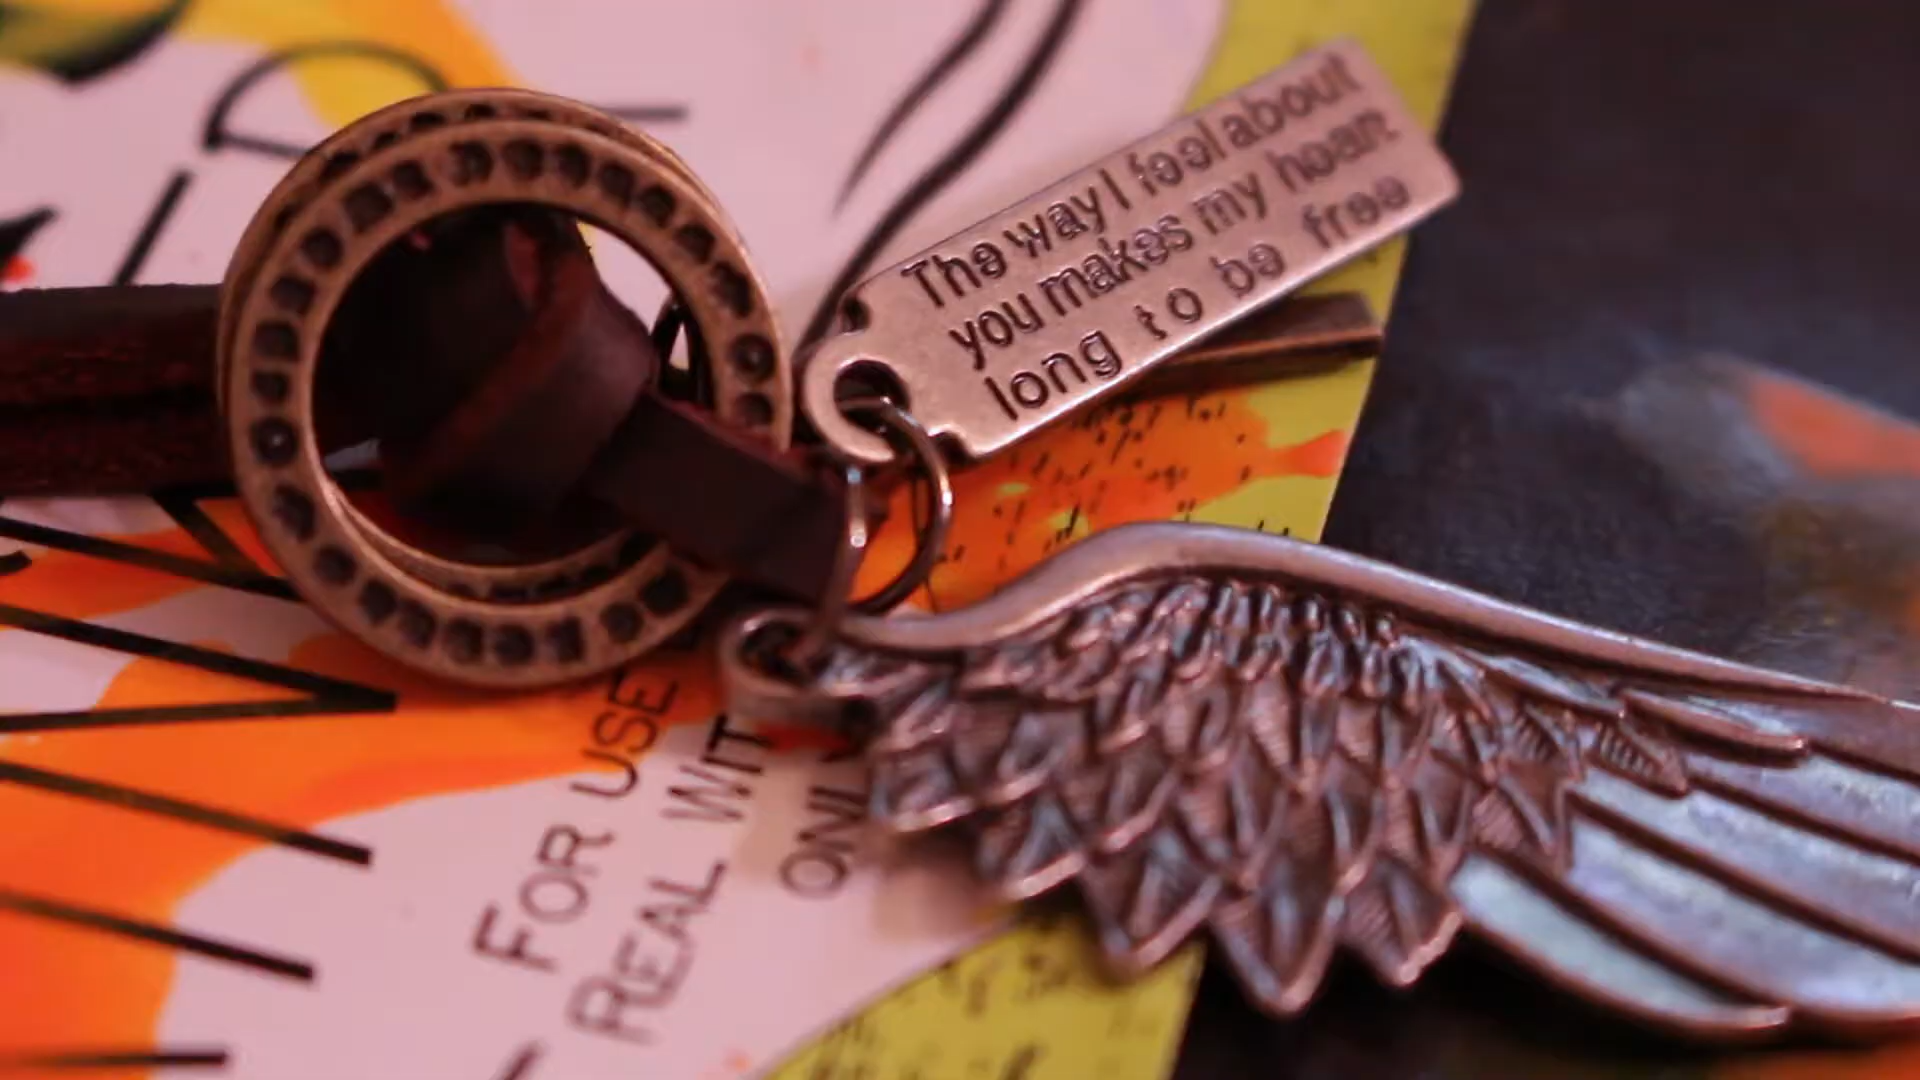 The way I feel about
you makes my heart
long to be free
FOR USE
REAL WIT
ONL